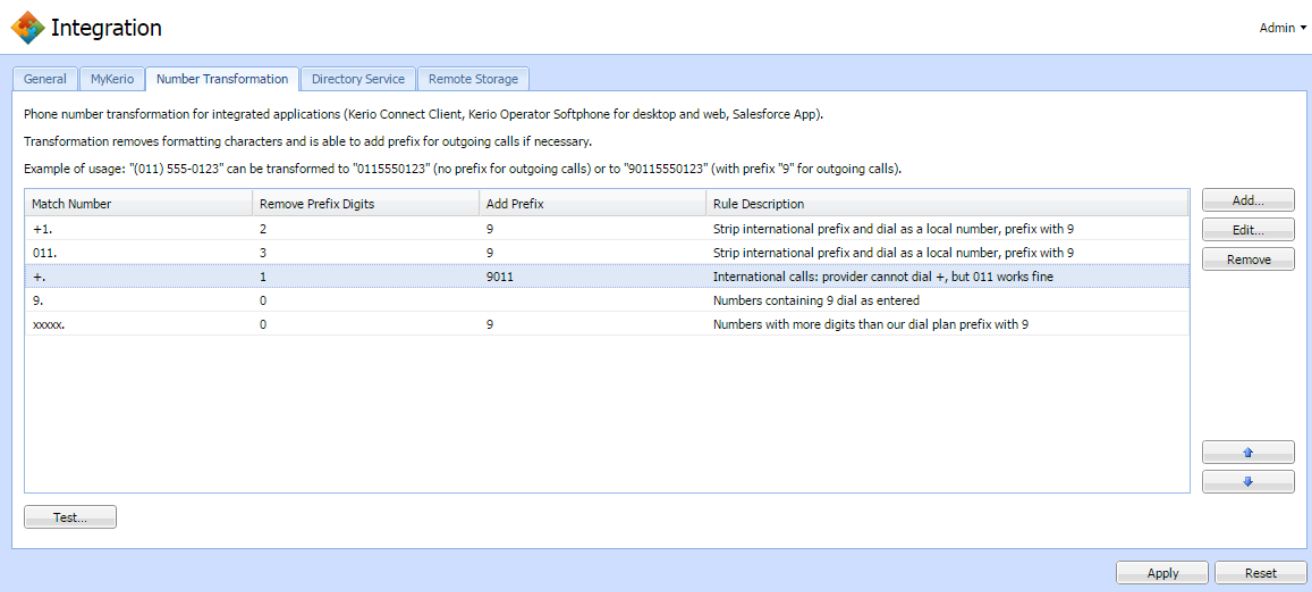 Integration
Admin
General MyKerio Number Transformation Directory Service Remote Storage
Phone number transformation for integrated applications (Kerio Connect Client, Kerio Operator Softphone for desktop and web, Salesforce App).
Transformation removes formatting characters and is able to add prefix for outgoing calls if necessary.
Example of usage: "(011) 555-0123" can be transformed to "0115550123" (no prefix for outgoing calls) or to "90115550123" (with prefix "9" for outgoing calls).
Match Number Remove Prefix Digits Add Prefix Rule Description
+1. 2 9 Strip international prefix and dial as a local number, prefix with 9
011. 3 9 Strip international prefix and dial as a local number, prefix with 9
+. 1 9011 International calls: provider cannot dial +, but 011 works fine
9. 0 Numbers containing 9 dial as entered
xxxxx. 0 9 Numbers with more digits than our dial plan prefix with 9
Add...
Edit...
Remove
Test...
Apply Reset